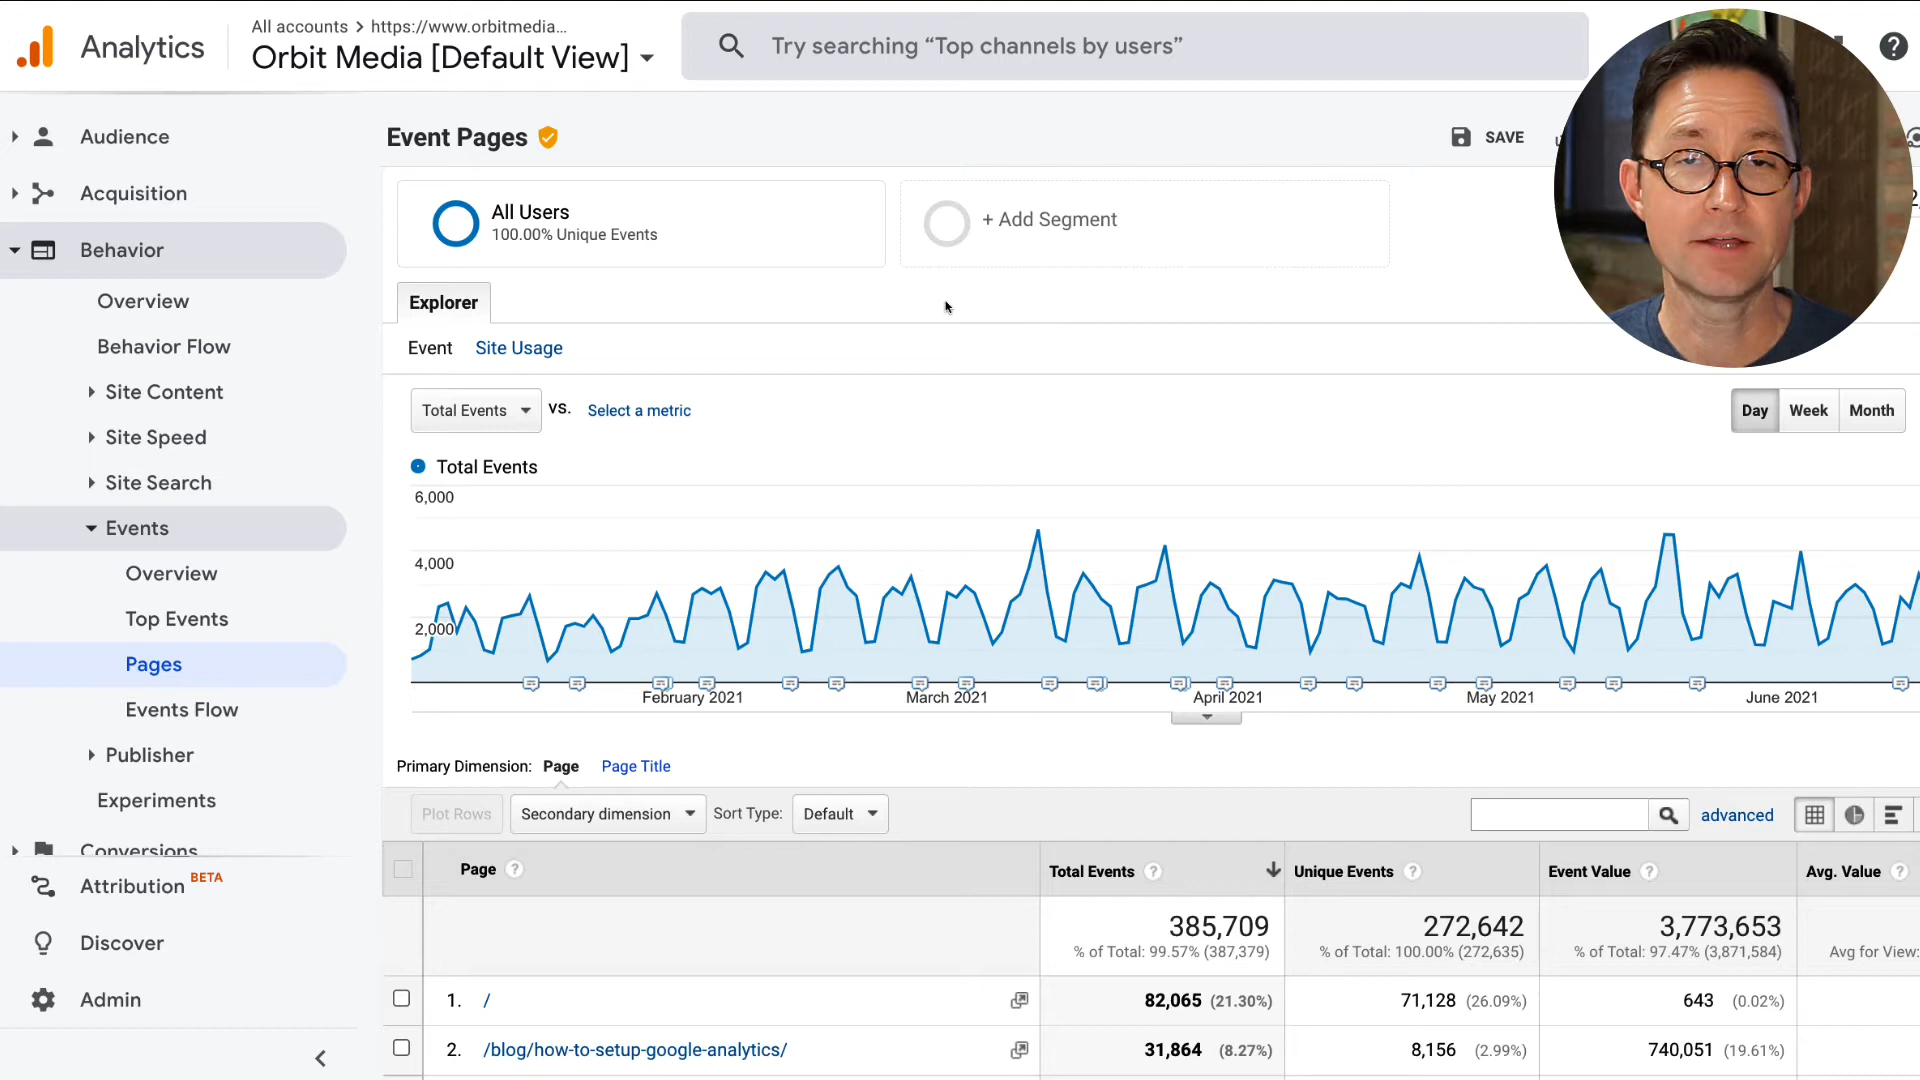 All accounts > https://www.orbitmedia...
Analytics
Orbit Media [Default View]
Try searching “Top channels by users”
Audience
Acquisition
Behavior
Overview
Behavior Flow
Site Content
Site Speed
Site Search
Events
Overview
Top Events
Pages
Events Flow
Publisher
Experiments
Conversions
Attribution BETA
Discover
Admin
Event Pages
SAVE
All Users
100.00% Unique Events
+ Add Segment
Explorer
Event Site Usage
Total Events VS. Select a metric
Day Week Month
Total Events
6,000
4,000
2,000
February 2021 March 2021 April 2021 May 2021 June 2021
Primary Dimension: Page Page Title
Plot Rows Secondary dimension Sort Type: Default advanced
Page ? Total Events ? Unique Events ? Event Value ? Avg. Value ?
385,709 272,642 3,773,653
% of Total: 99.57% (387,379) % of Total: 100.00% (272,635) % of Total: 97.47% (3,871,584) Avg for View:
1. / 82,065 (21.30%) 71,128 (26.09%) 643 (0.02%)
2. /blog/how-to-setup-google-analytics/ 31,864 (8.27%) 8,156 (2.99%) 740,051 (19.61%)